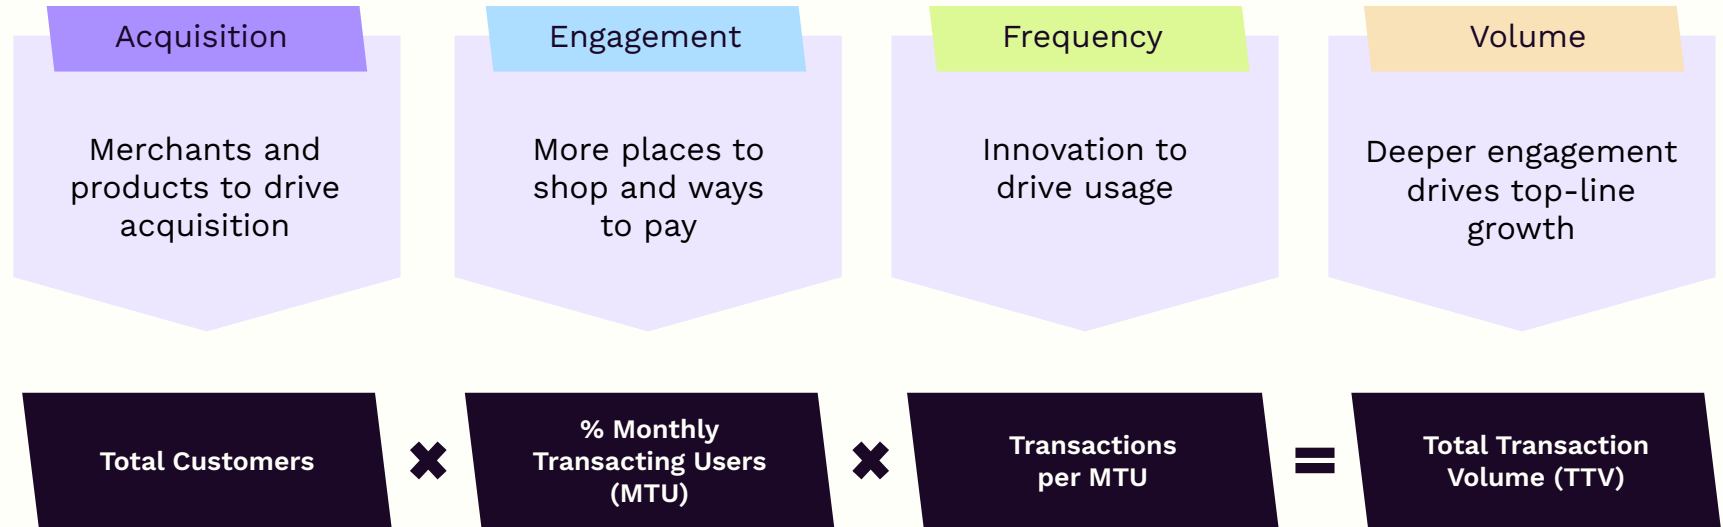 Acquisition
Merchants and
products to drive
acquisition
Engagement
More places to
shop and ways
to pay
Frequency
Innovation to
drive usage
Volume
Deeper engagement
drives top-line
growth
Total Customers
✖
% Monthly
Transacting Users
(MTU)
✖
Transactions
per MTU
=
Total Transaction
Volume (TTV)